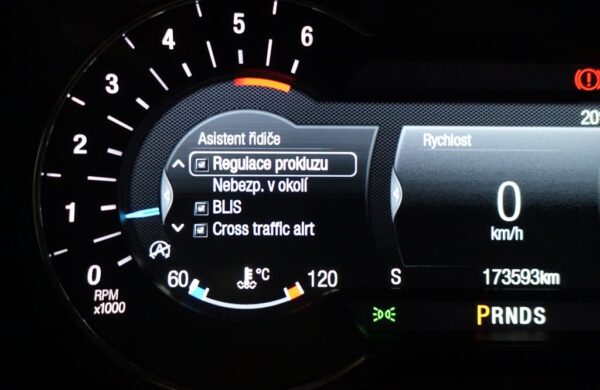 6
5
4
3
2
1
0
RPM
x1000
Asistent řidiče
Regulace prokluzu
Nebezp. v okolí
BLIS
Cross traffic alrt
60 °C 120
20
Rychlost
0
km/h
S 173593km
PRNDS